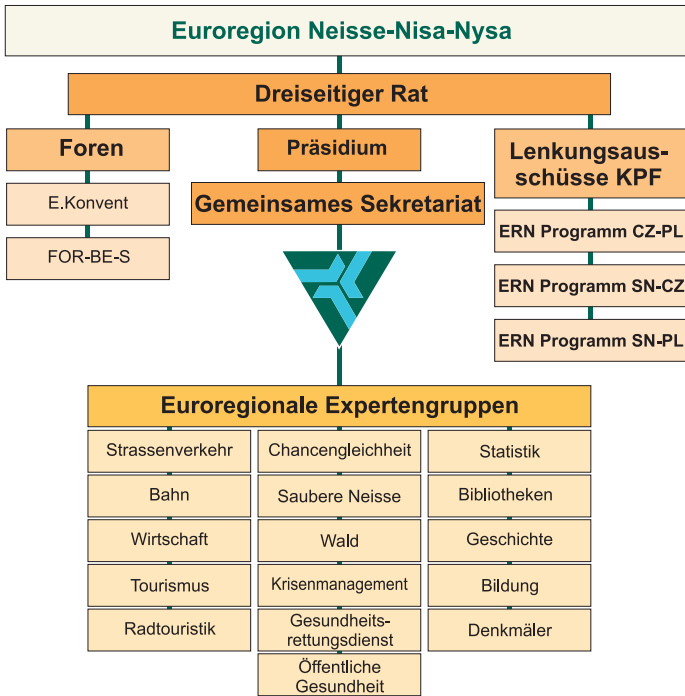 Euroregion Neisse-Nisa-Nysa
Dreiseitiger Rat
Foren
E.Konvent
FOR-BE-S
Präsidium
Gemeinsames Sekretariat
Lenkungsaus-
schüsse KPF
ERN Programm CZ-PL
ERN Programm SN-CZ
ERN Programm SN-PL
Euroregionale Expertengruppen
Strassenverkehr
Bahn
Wirtschaft
Tourismus
Radtouristik
Chancengleichheit
Saubere Neisse
Wald
Krisenmanagement
Gesundheits-
rettungsdienst
Öffentliche
Gesundheit
Statistik
Bibliotheken
Geschichte
Bildung
Denkmäler